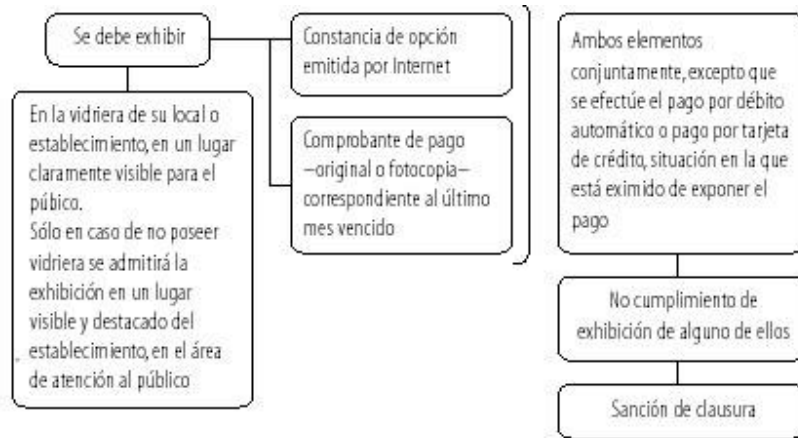 Se debe exhibir
En la vidriera de su local o
establecimiento, en un lugar
claramente visible para el
púbico.
Sólo en caso de no poseer
vidriera se admitirá la
exhibición en un lugar
visible y destacado del
establecimiento, en el área
de atención al público
Constancia de opción
emitida por Internet
Comprobante de pago
–original o fotocopia–
correspondiente al último
mes vencido
Ambos elementos
conjuntamente, excepto que
se efectúe el pago por débito
automático o pago por tarjeta
de crédito, situación en la que
está eximido de exponer el
pago
No cumplimiento de
exhibición de alguno de ellos
Sanción de clausura